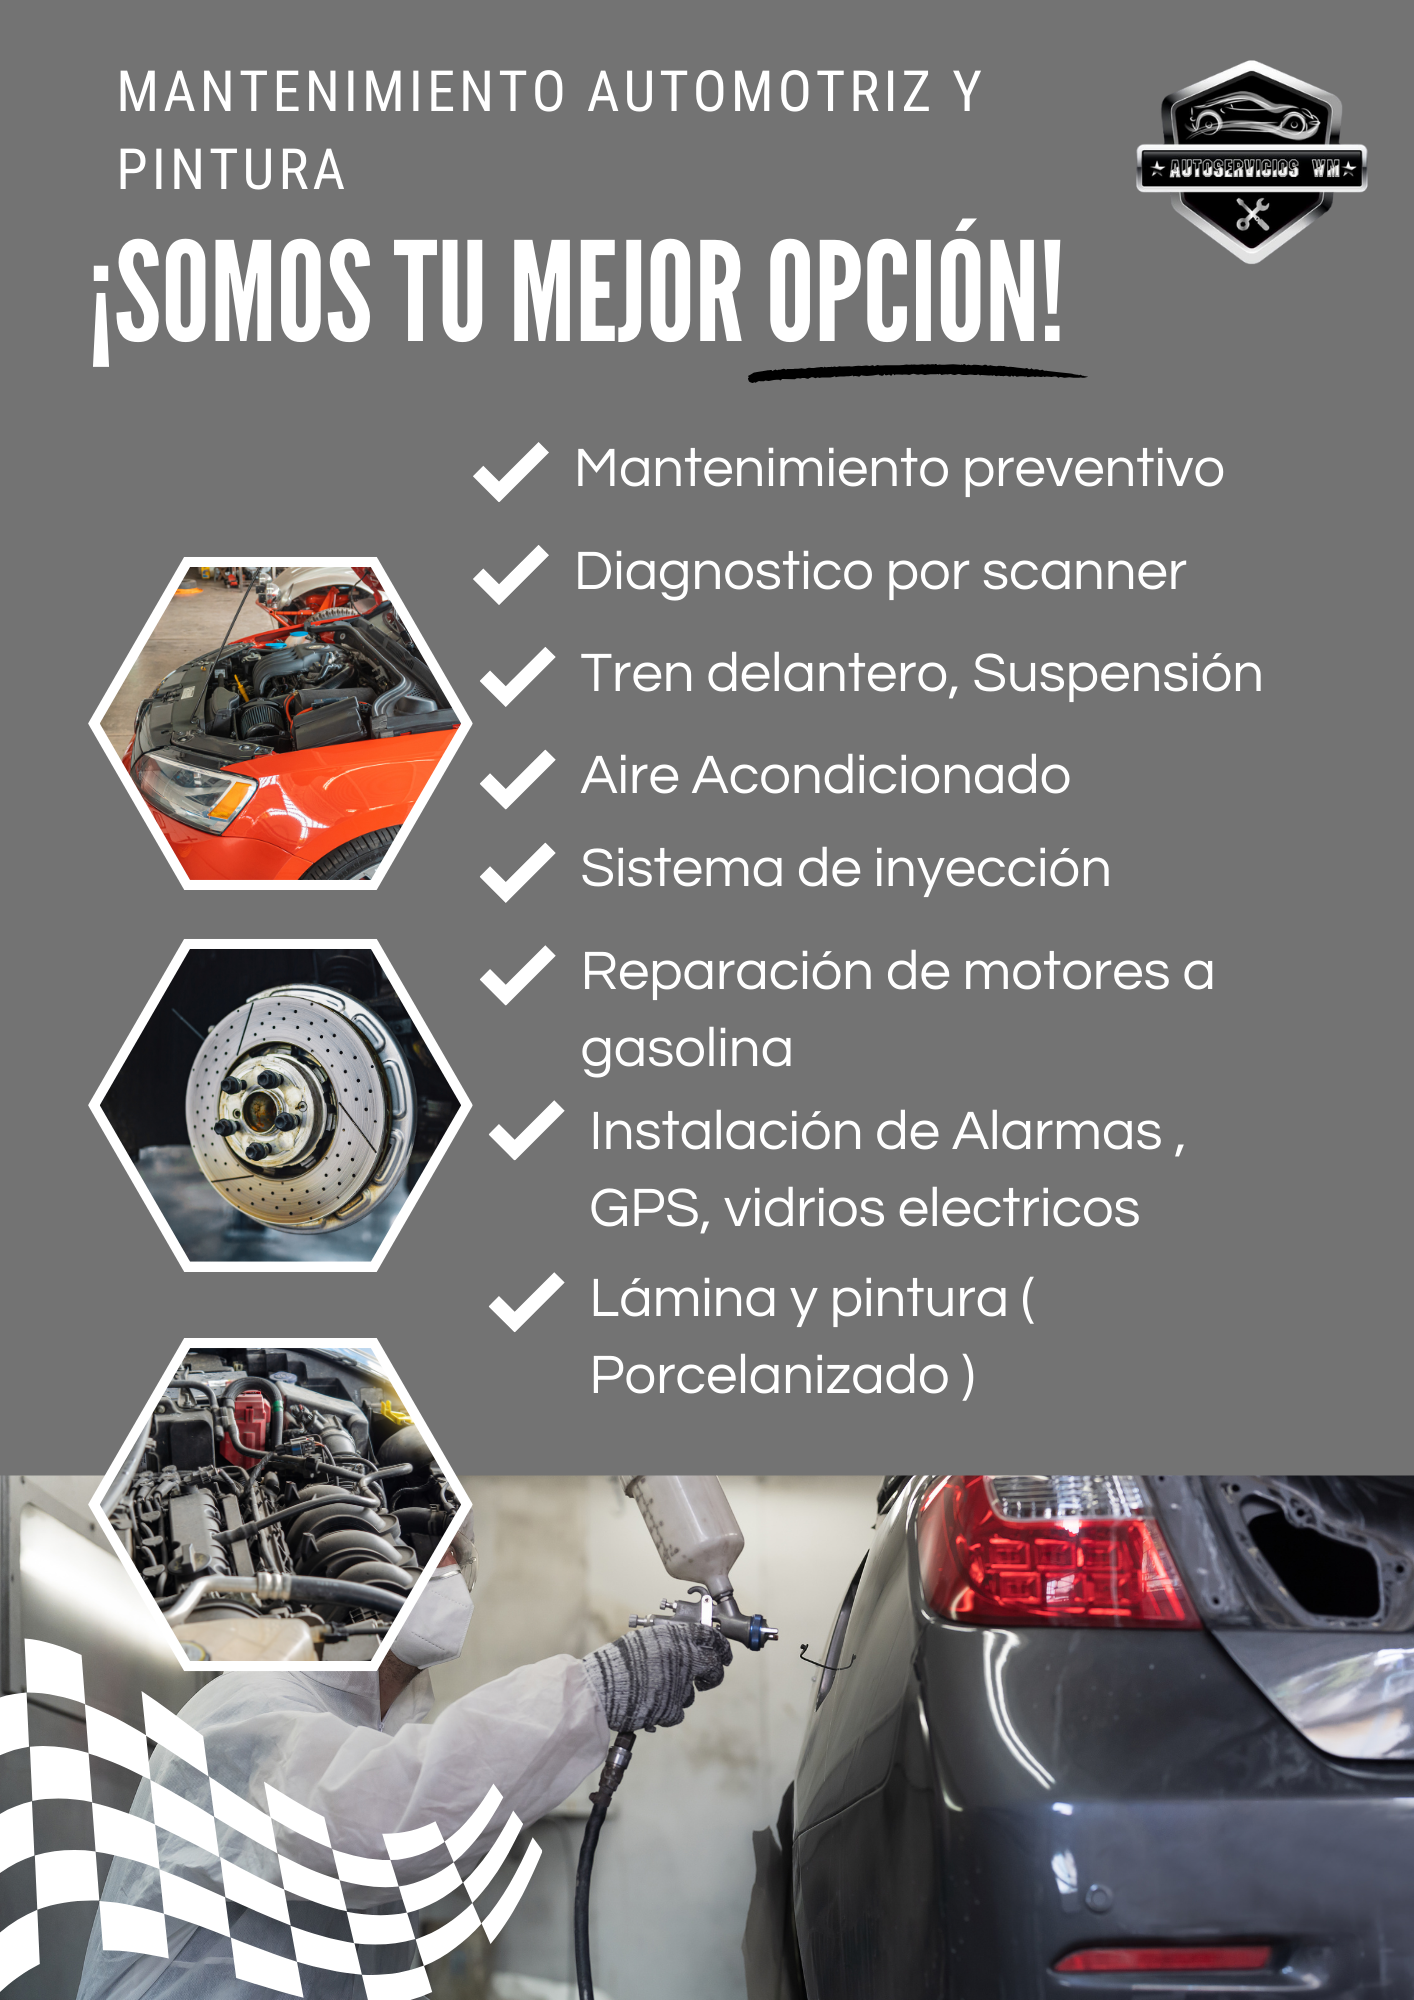 MANTENIMIENTO AUTOMOTRIZ Y
PINTURA
AUTOSERVICIOS WM
¡SOMOS TU MEJOR OPCIÓN!
Mantenimiento preventivo
Diagnostico por scanner
Tren delantero, Suspensión
Aire Acondicionado
Sistema de inyección
Reparación de motores a
gasolina
Instalación de Alarmas ,
GPS, vidrios electricos
Lámina y pintura (
Porcelanizado )